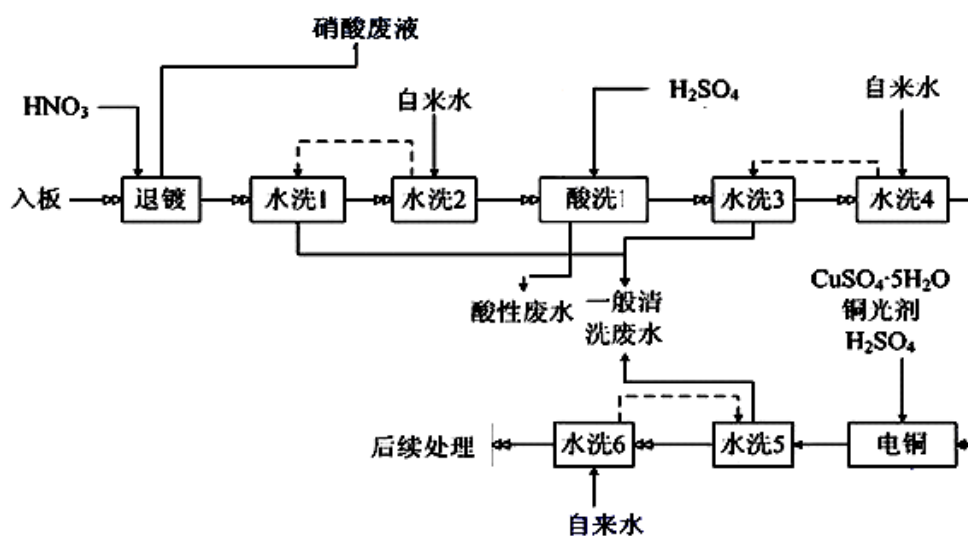 硝酸废液
HNO₃
自来水
H₂SO₄
自来水
入板
退镀
水洗1
水洗2
酸洗1
水洗3
水洗4
酸性废水
一般清
洗废水
CuSO₄·5H₂O
铜光剂
H₂SO₄
后续处理
水洗6
水洗5
电铜
自来水